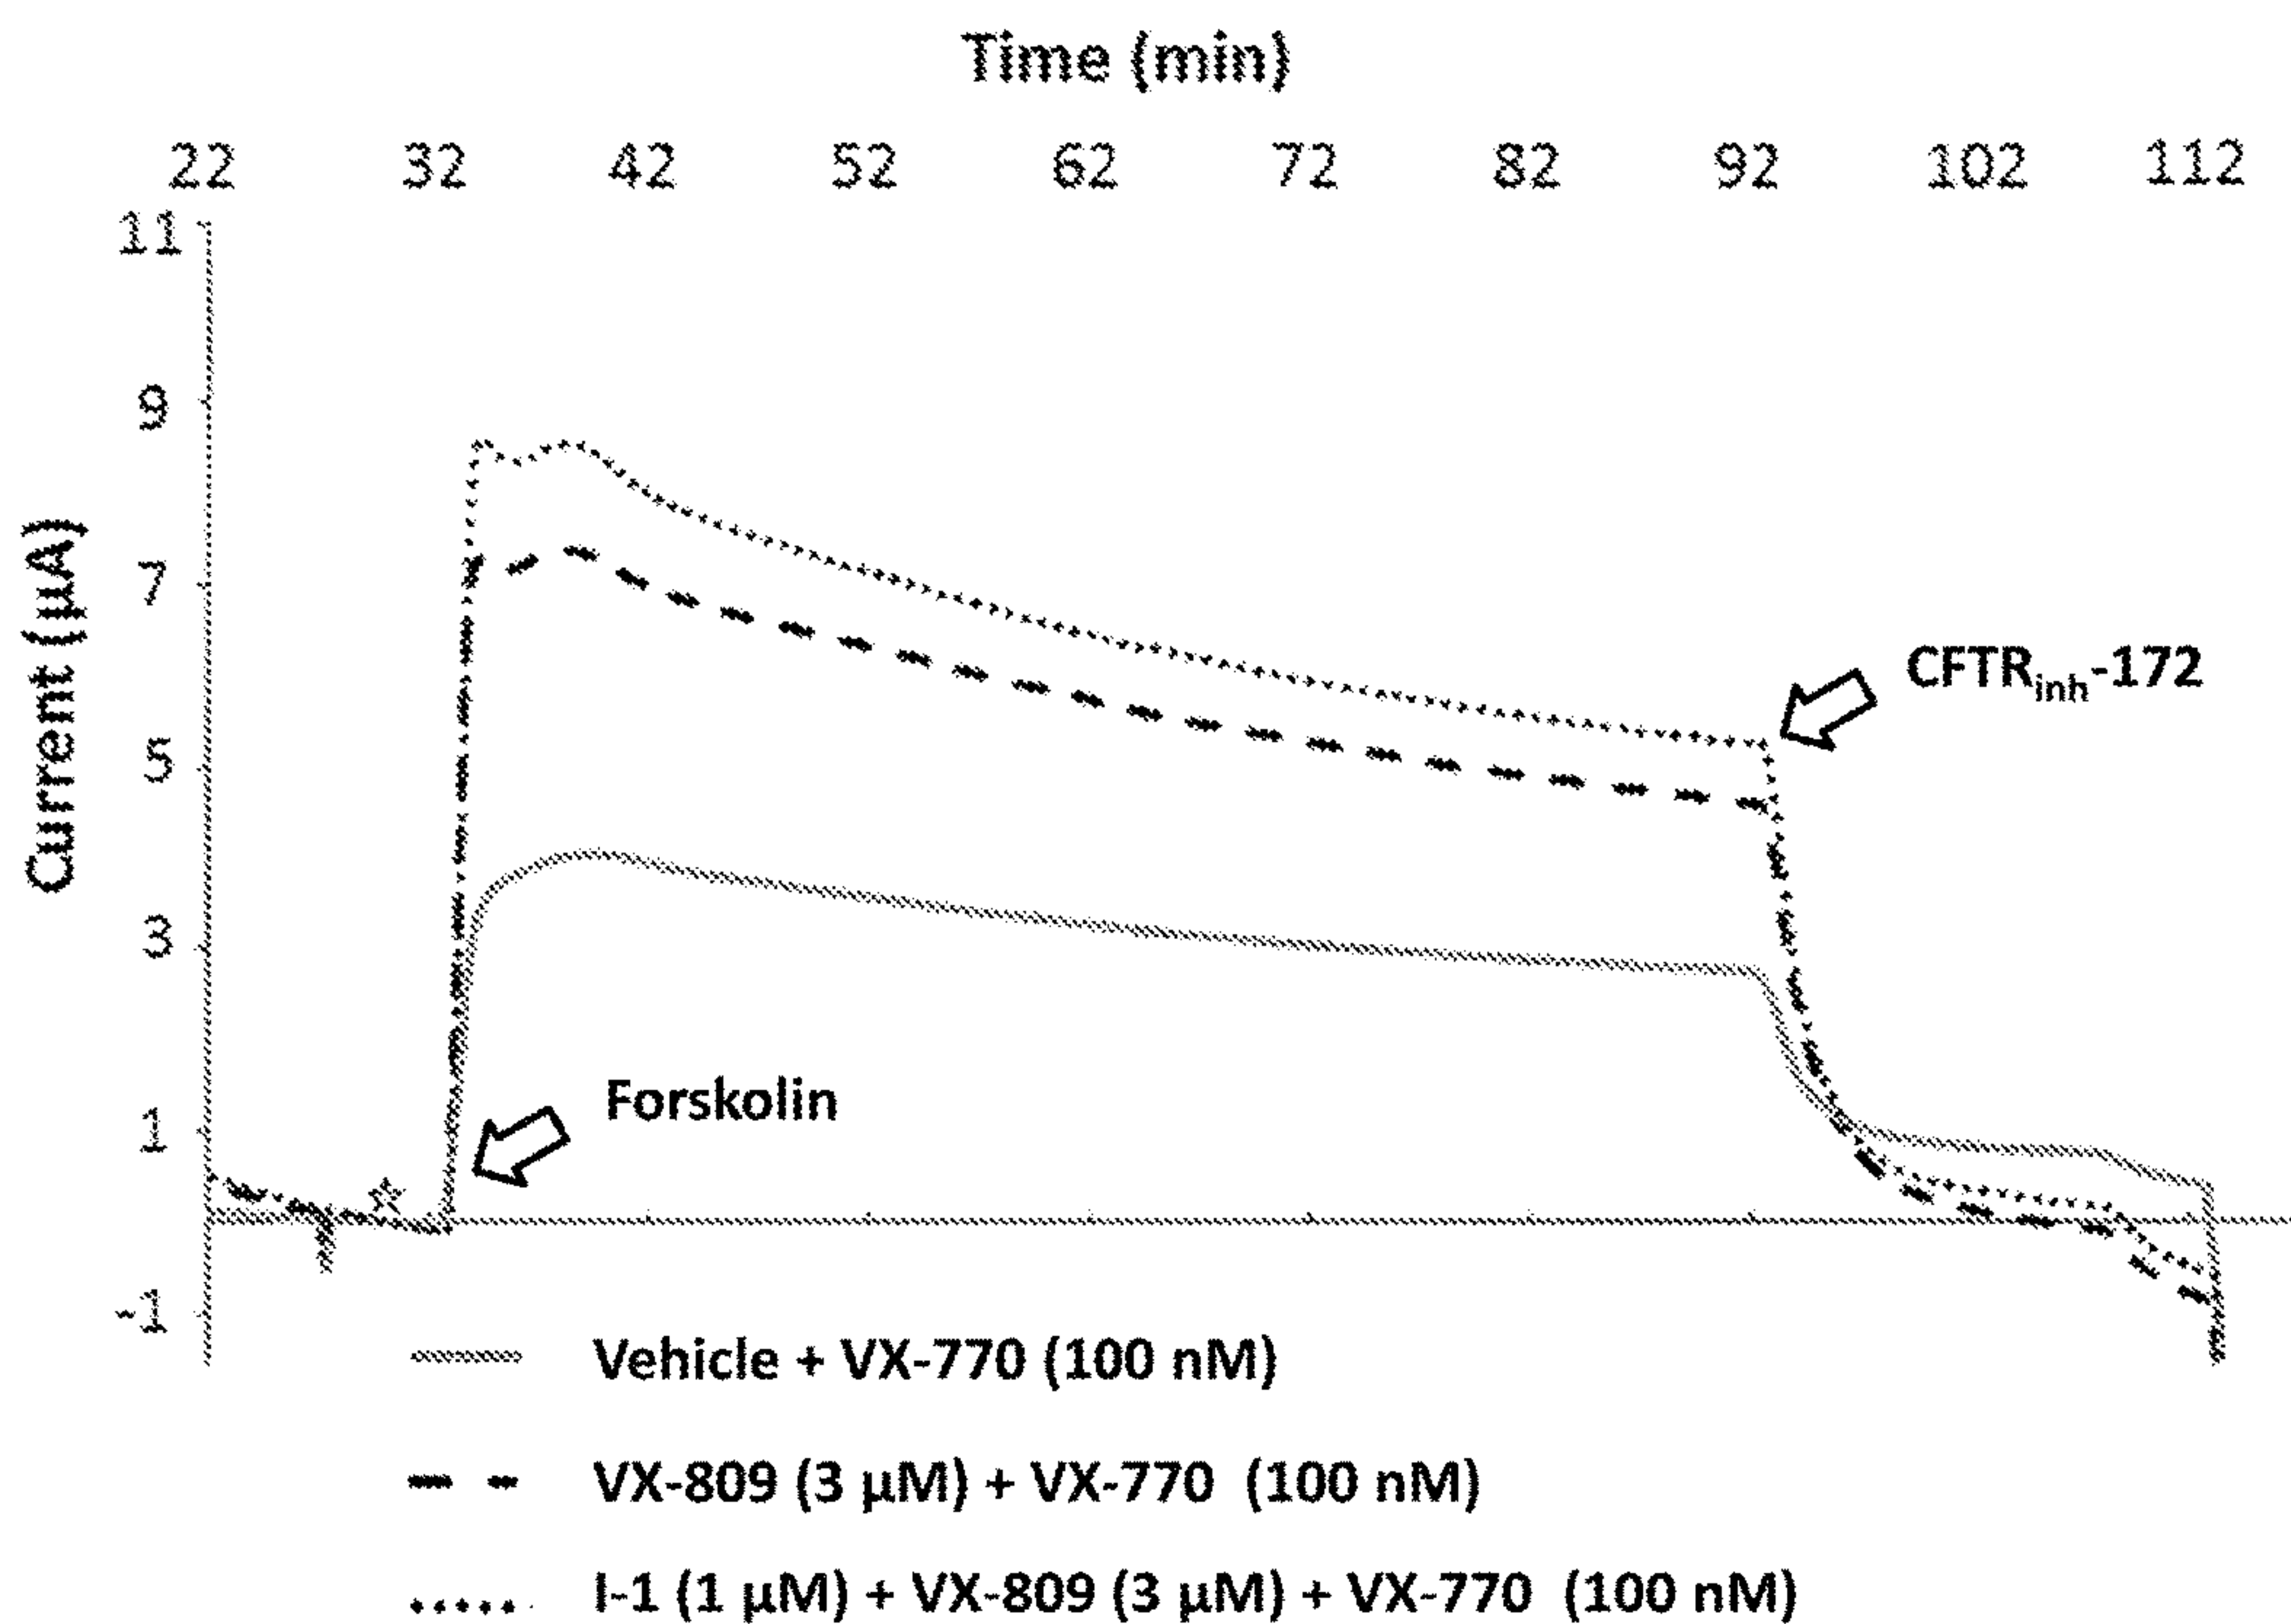 Time (min)
22 32 42 52 62 72 82 92 102 112
11
9
7
5
3
1
-1
Current (µA)
CFTRinh-172
Forskolin
Vehicle + VX-770 (100 nM)
VX-809 (3 µM) + VX-770 (100 nM)
I-1 (1 µM) + VX-809 (3 µM) + VX-770 (100 nM)